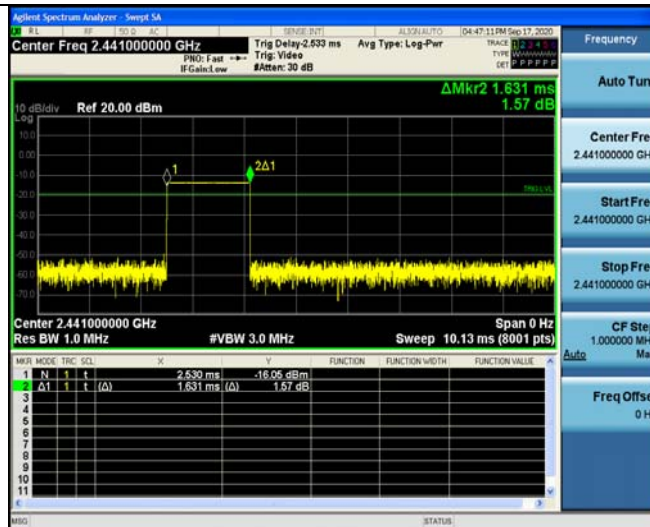 Agilent Spectrum Analyzer - Swept SA
RL RF 50 Ω AC SENSE:INT ALIGN AUTO 04:47:11 PM Sep 17, 2020
Center Freq 2.441000000 GHz
Trig Delay-2.533 ms Avg Type: Log-Pwr
TRACE 1 2 3 4 5 6
PNO: Fast Trig: Video
TYPE
IFGain:Low #Atten: 30 dB
DET P P P P P P
ΔMkr2 1.631 ms
1.57 dB
10 dB/div Ref 20.00 dBm
Log
10.0
0.00
-10.0
-20.0
-30.0
-40.0
-50.0
-60.0
-70.0
1
2Δ1
TRIG LVL
Center 2.441000000 GHz Span 0 Hz
Res BW 1.0 MHz #VBW 3.0 MHz Sweep 10.13 ms (8001 pts)
MKR MODE TRC SCL X Y FUNCTION FUNCTION WIDTH FUNCTION VALUE
1 N 1 t 2.530 ms -16.05 dBm
2 Δ1 1 t (Δ) 1.631 ms (Δ) 1.57 dB
3
4
5
6
7
8
9
10
11
MSG STATUS
Frequency
Auto Tun
Center Fre
2.441000000 GH
Start Fre
2.441000000 GH
Stop Fre
2.441000000 GH
CF Ste
1.000000 MH
Auto Ma
Freq Offse
0 H